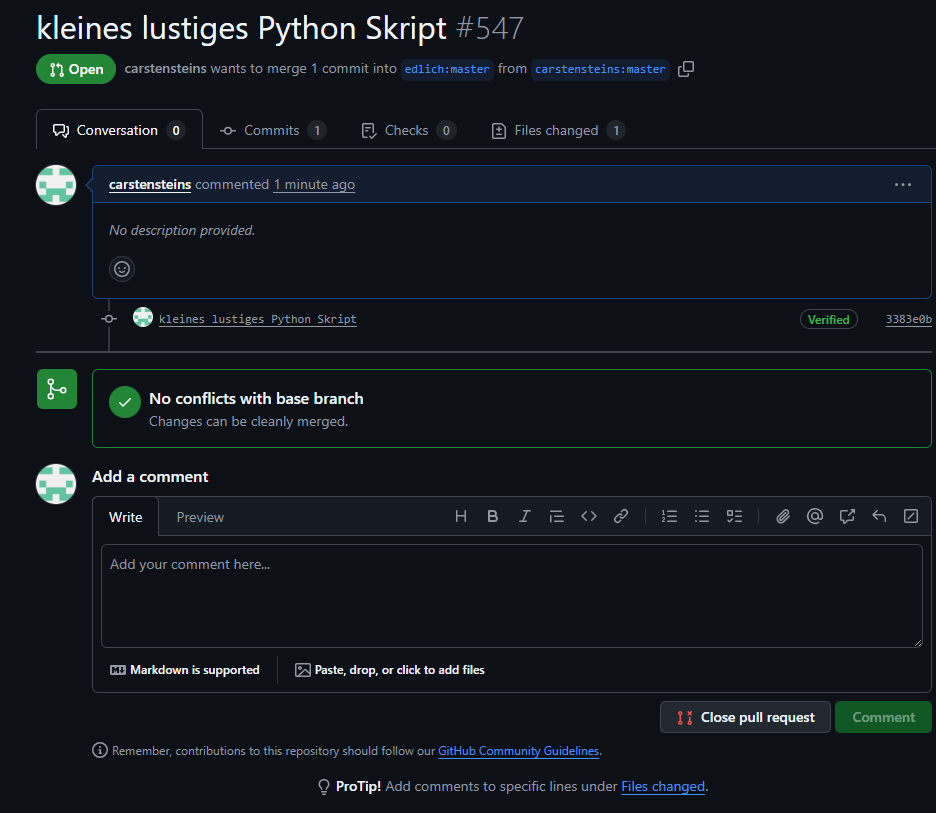 kleines lustiges Python Skript #547
Open carstensteins wants to merge 1 commit into edlich:master from carstensteins:master
Conversation 0 Commits 1 Checks 0 Files changed 1
carstensteins commented 1 minute ago
No description provided.
kleines lustiges Python Skript Verified 3383e0b
No conflicts with base branch
Changes can be cleanly merged.
Add a comment
Write Preview
Add your comment here...
Markdown is supported Paste, drop, or click to add files
Close pull request Comment
Remember, contributions to this repository should follow our GitHub Community Guidelines.
ProTip! Add comments to specific lines under Files changed.